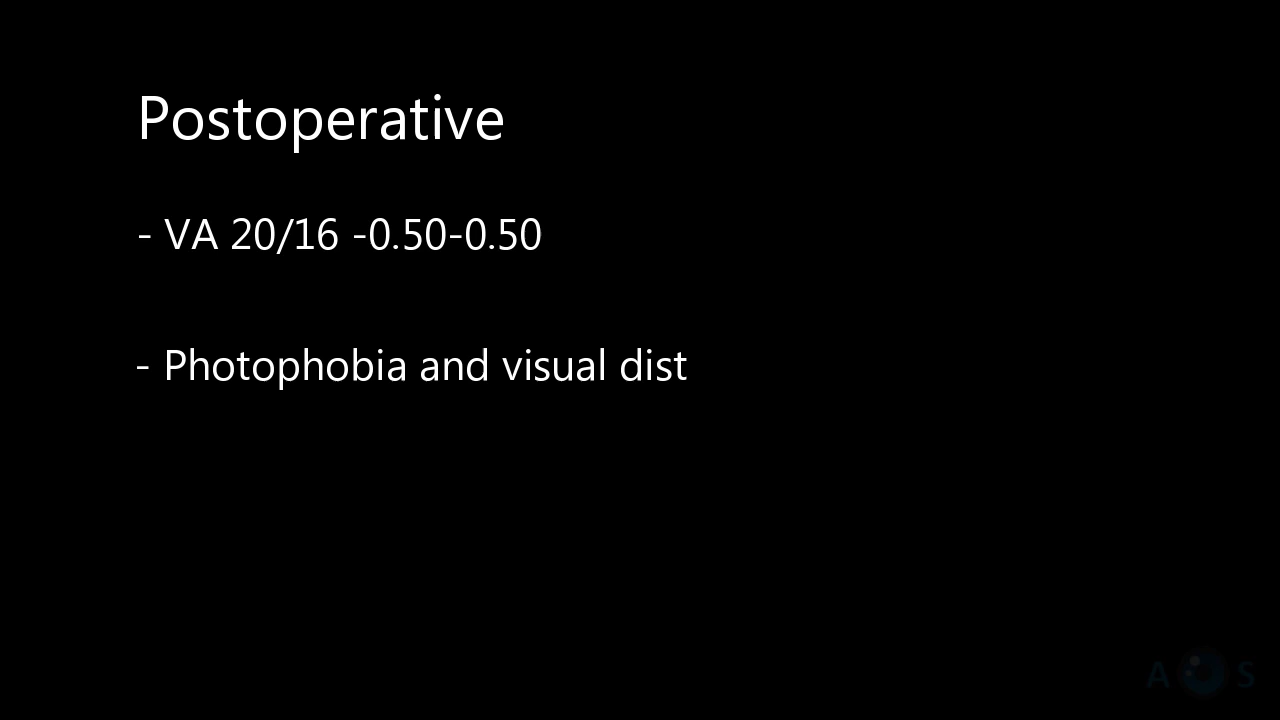 Postoperative
- VA 20/16 -0.50-0.50
- Photophobia and visual dist
A S